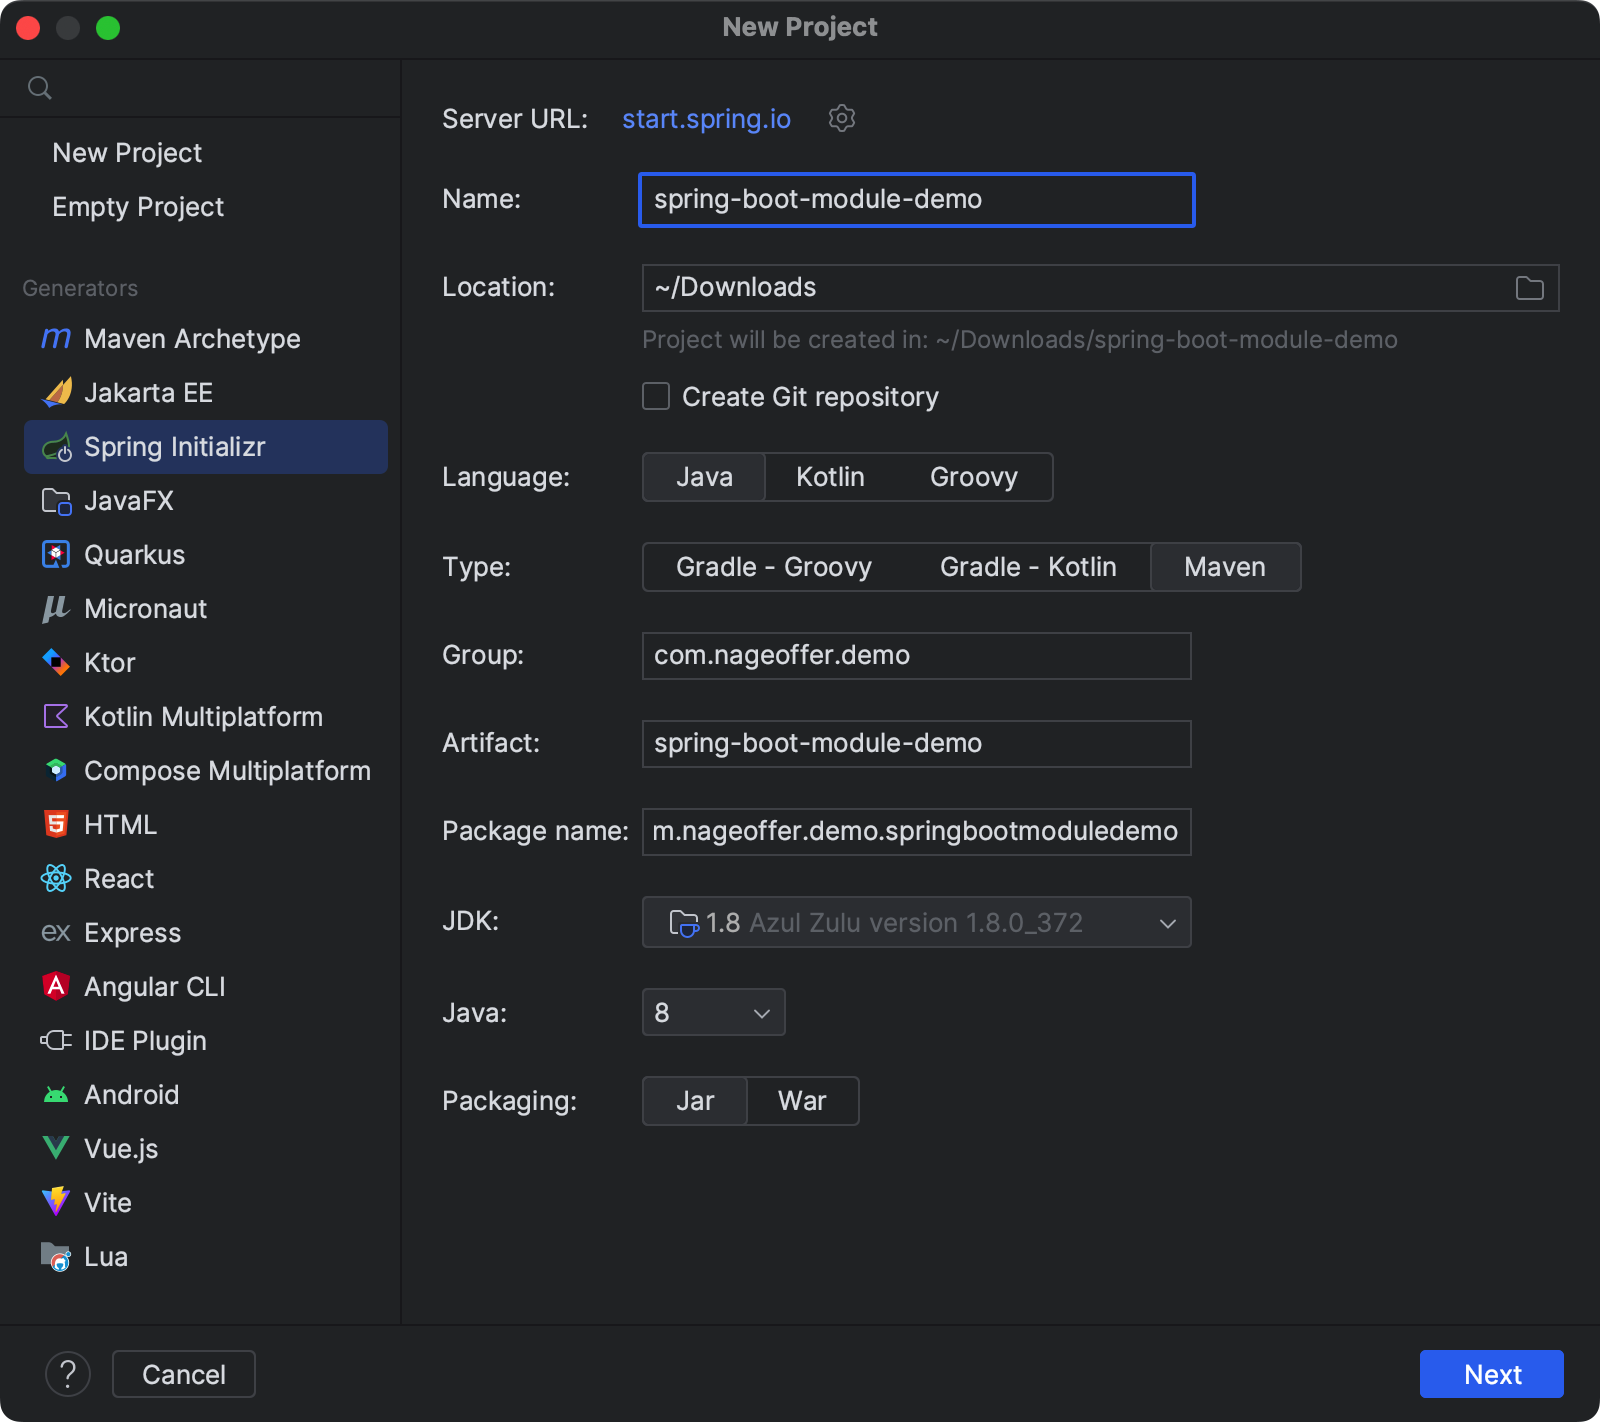 New Project
New Project
Empty Project
Generators
Maven Archetype
Jakarta EE
Spring Initializr
JavaFX
Quarkus
Micronaut
Ktor
Kotlin Multiplatform
Compose Multiplatform
HTML
React
Express
Angular CLI
IDE Plugin
Android
Vue.js
Vite
Lua
Server URL: start.spring.io
Name: spring-boot-module-demo
Location: ~/Downloads
Project will be created in: ~/Downloads/spring-boot-module-demo
Create Git repository
Language: Java Kotlin Groovy
Type: Gradle - Groovy Gradle - Kotlin Maven
Group: com.nageoffer.demo
Artifact: spring-boot-module-demo
Package name: m.nageoffer.demo.springbootmoduledemo
JDK: 1.8 Azul Zulu version 1.8.0_372
Java: 8
Packaging: Jar War
? Cancel Next